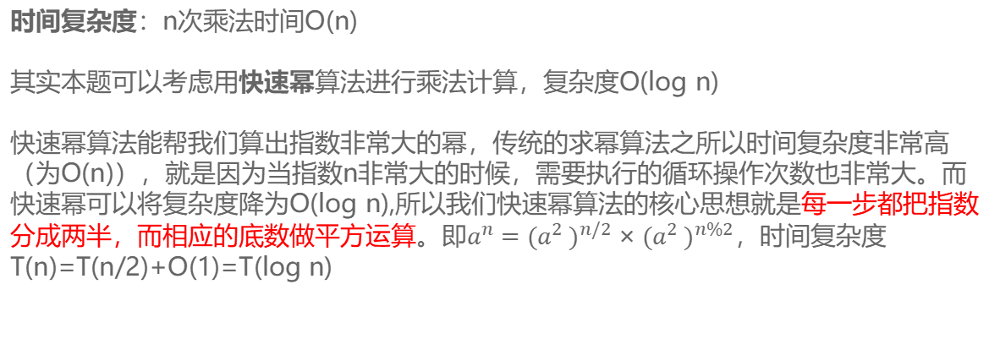 时间复杂度：n次乘法时间O(n)
其实本题可以考虑用快速幂算法进行乘法计算，复杂度O(log n)
快速幂算法能帮我们算出指数非常大的幂，传统的求幂算法之所以时间复杂度非常高
（为O(n)），就是因为当指数n非常大的时候，需要执行的循环操作次数也非常大。而
快速幂可以将复杂度降为O(log n),所以我们快速幂算法的核心思想就是每一步都把指数
分成两半，而相应的底数做平方运算。即aⁿ = (a²)^{n/2} × (a²)^{n%2}，时间复杂度
T(n)=T(n/2)+O(1)=T(log n)